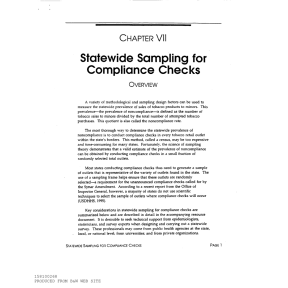 CHAPTER VII
Statewide Sampling for
Compliance Checks
OVERVIEW
A variety of methodological and sampling design before can be used to
measure the statewide prevalence of sales of tobacco products to minors. This
prevalence—the prevalence of noncompliance—is defined as the number of
tobacco sales to minors divided by the total number of attempted tobacco
purchases. This quotient is also called the noncompliance rate.
The most thorough way to determine the statewide prevalence of
noncompliance is to conduct compliance checks in every tobacco retail outlet
within the state's borders. This method, called a census, may be too expensive
and time-consuming for many states. Fortunately, the science of sampling
theory demonstrates that a valid estimate of the prevalence of noncompliance
can be obtained by conducting compliance checks in a small fraction of
randomly selected retail outlets.
Most states conducting compliance checks thus need to generate a sample
of outlets that is representative of the variety of outlets found in the state. The
use of a sampling frame helps ensure that these outlets are randomly
selected—a requirement for the unannounced compliance checks called for by
the Synar Amendment. According to a recent report from the Office of
Inspector General, however, a majority of states do not use scientific
techniques to select the sample of outlets where compliance checks will occur
(USDHHS, 1995).
Key considerations in statewide sampling for compliance checks are
summarized below and are described in detail in the accompanying resource
document. It is desirable to seek technical support from epidemiologists,
statisticians, and survey experts when designing and carrying out a statewide
survey. These professionals may come from public health agencies at the state,
local, or national level, from universities, and from private organizations.
STATEWIDE SAMPLING FOR COMPLIANCE CHECKS PAGE 1
PRODUCED FROM B&W WEB SITE